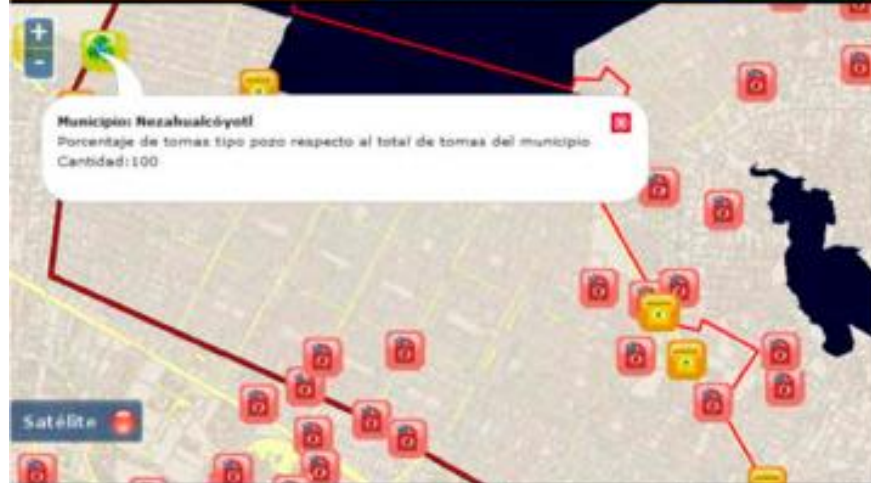 +
-
Municipio: Nezahualcóyotl
Porcentaje de tomas tipo pozo respecto al total de tomas del municipio
Cantidad:100
Satélite